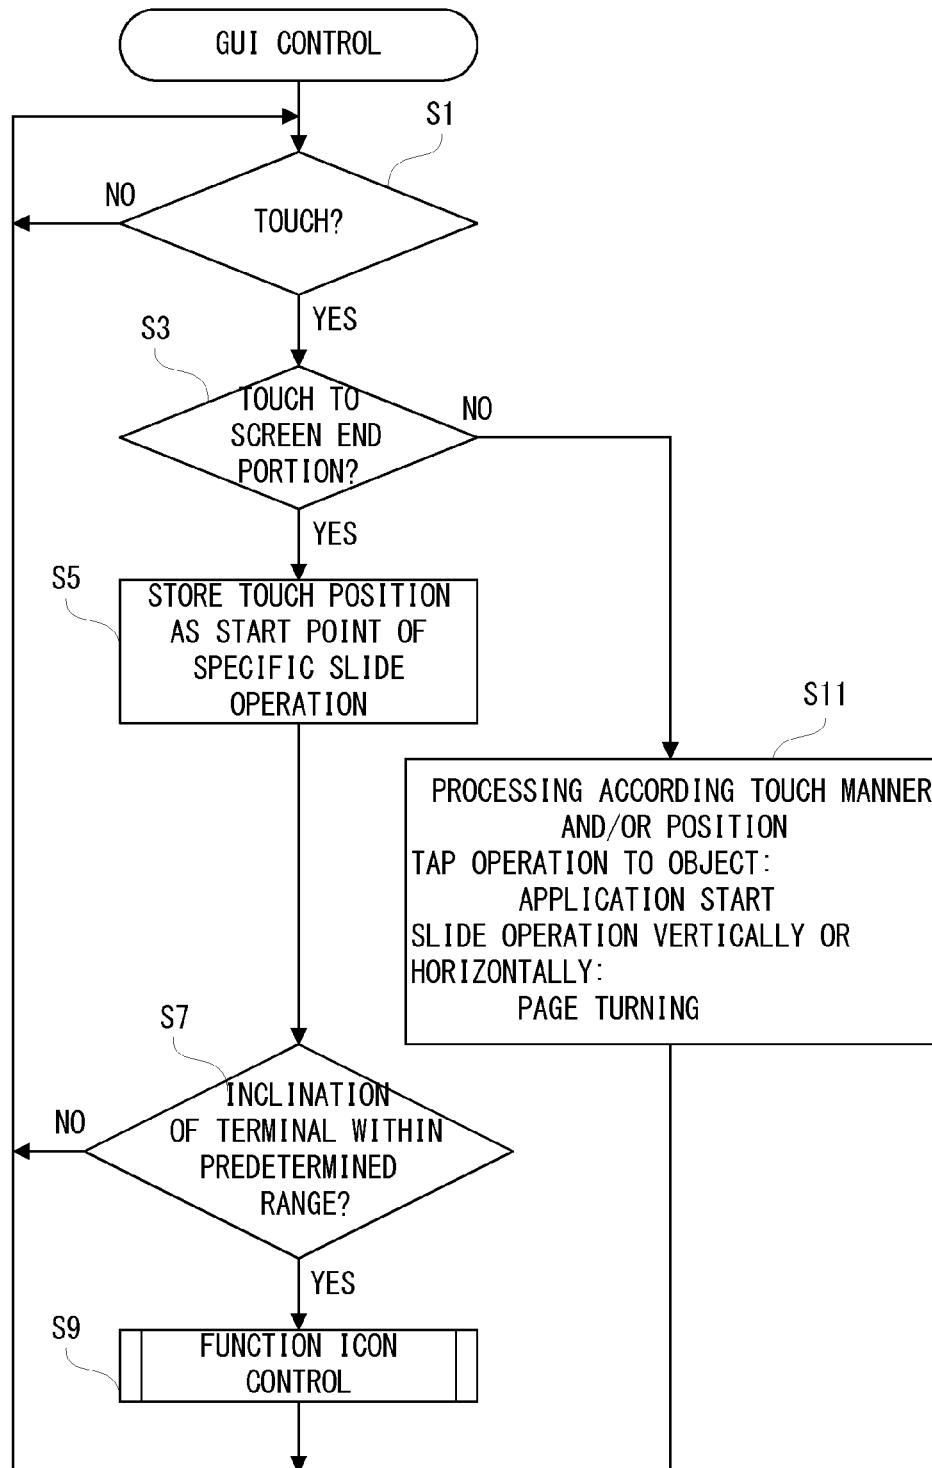 GUI CONTROL
S1
NO
TOUCH?
YES
S3
TOUCH TO
SCREEN END
PORTION?
NO
YES
S5
STORE TOUCH POSITION
AS START POINT OF
SPECIFIC SLIDE
OPERATION
S11
PROCESSING ACCORDING TOUCH MANNER
AND/OR POSITION
TAP OPERATION TO OBJECT:
APPLICATION START
SLIDE OPERATION VERTICALLY OR
HORIZONTALLY:
PAGE TURNING
S7
NO
INCLINATION
OF TERMINAL WITHIN
PREDETERMINED
RANGE?
YES
S9
FUNCTION ICON
CONTROL